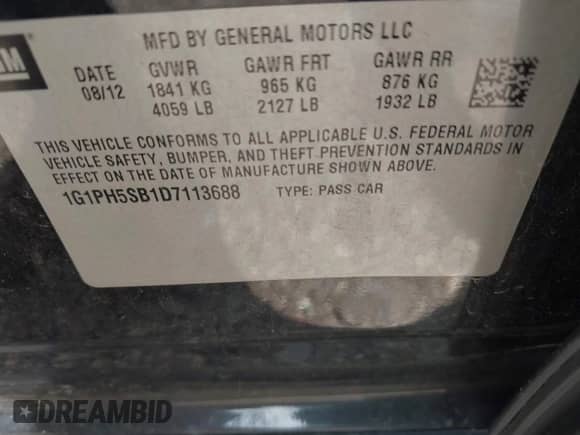 GM
MFD BY GENERAL MOTORS LLC
DATE GVWR GAWR FRT GAWR RR
08/12 1841 KG 965 KG 876 KG
4059 LB 2127 LB 1932 LB
THIS VEHICLE CONFORMS TO ALL APPLICABLE U.S. FEDERAL MOTOR
VEHICLE SAFETY, BUMPER, AND THEFT PREVENTION STANDARDS IN
EFFECT ON THE DATE OF MANUFACTURE SHOWN ABOVE.
1G1PH5SB1D7113688 TYPE: PASS CAR
DREAMBID